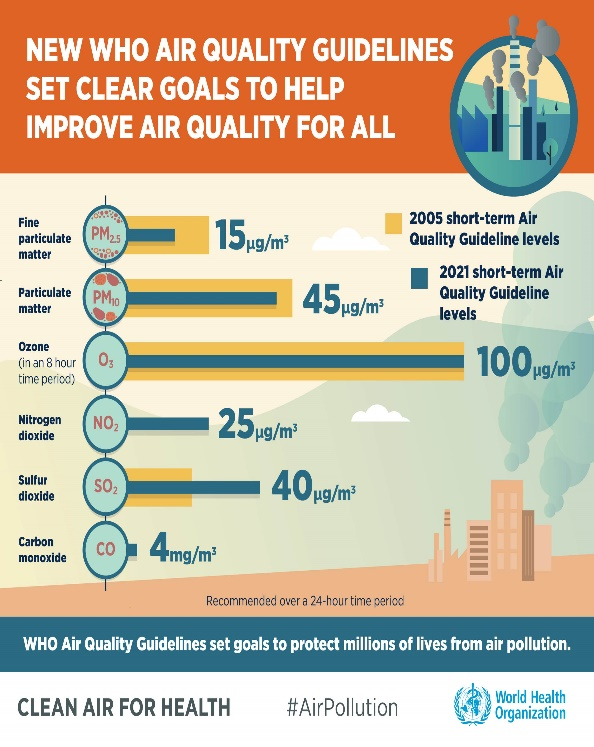 NEW WHO AIR QUALITY GUIDELINES
SET CLEAR GOALS TO HELP
IMPROVE AIR QUALITY FOR ALL
2005 short-term Air
Quality Guideline levels
2021 short-term Air
Quality Guideline
levels
Fine
particulate
matter
PM2.5
15µg/m³
Particulate
matter
PM10
45µg/m³
Ozone
(in an 8 hour
time period)
O3
100µg/m³
Nitrogen
dioxide
NO2
25µg/m³
Sulfur
dioxide
SO2
40µg/m³
Carbon
monoxide
CO
4mg/m³
Recommended over a 24-hour time period
WHO Air Quality Guidelines set goals to protect millions of lives from air pollution.
CLEAN AIR FOR HEALTH
#AirPollution
World Health
Organization